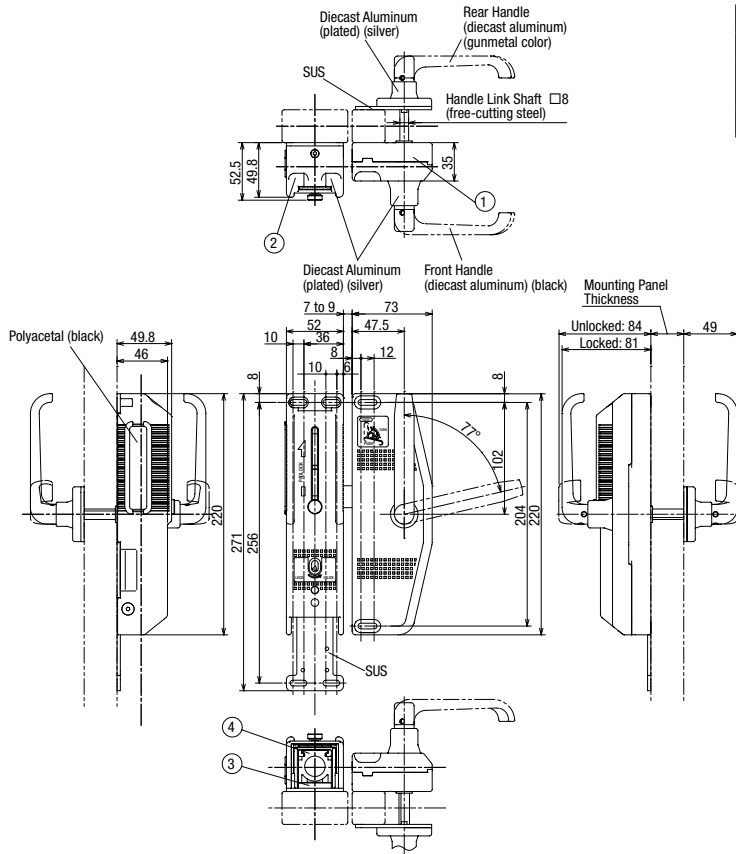 Diecast Aluminum
(plated) (silver)
Rear Handle
(diecast aluminum)
(gunmetal color)
SUS
Handle Link Shaft □8
(free-cutting steel)
52.5
49.8
35
①
②
Diecast Aluminum
(plated) (silver)
Front Handle
(diecast aluminum) (black)
Mounting Panel
Thickness
7 to 9
73
Polyacetal (black)
49.8
52
47.5
Unlocked: 84
49
46
10
36
Locked: 81
8
12
10
6
8
8
77°
102
220
271
256
204
220
220
LOCK
SUS
④
③